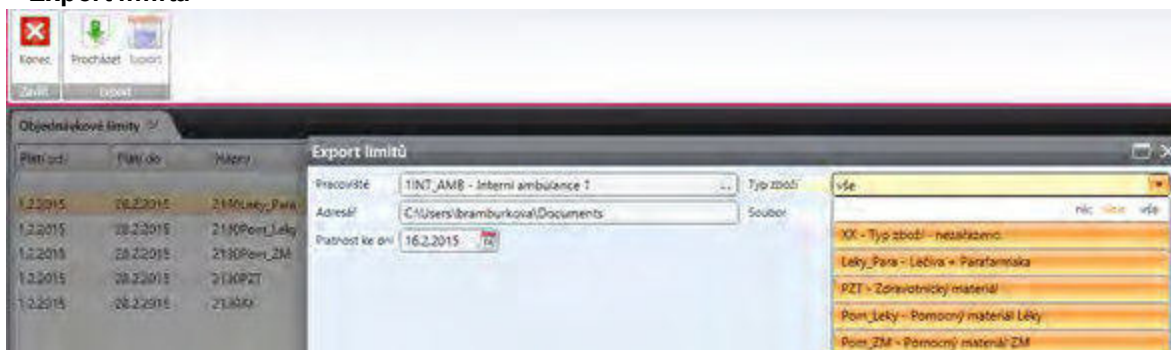 Export limitů
Konec
Procházet Export
Zavřít
Export
Objednávkové limity
Platí od
Platí do
Název
1.2.2015 28.2.2015 2130Leky_Para
1.2.2015 28.2.2015 2130Pom_Leky
1.2.2015 28.2.2015 2130Pom_ZM
1.2.2015 28.2.2015 2130PZT
1.2.2015 28.2.2015 2130XX
Export limitů
Pracoviště 1INT_AMB - Interní ambulance 1 ...
Typ zboží vše
Adresář C:\Users\bramburkova\Documents
Soubor
nic vše
Platnost ke dni 16.2.2015
XX - Typ zboží - nezařazeno
Leky_Para - Léčiva + Parafarmaka
PZT - Zdravotnický materiál
Pom_Leky - Pomocný materiál Léky
Pom_ZM - Pomocný materiál ZM